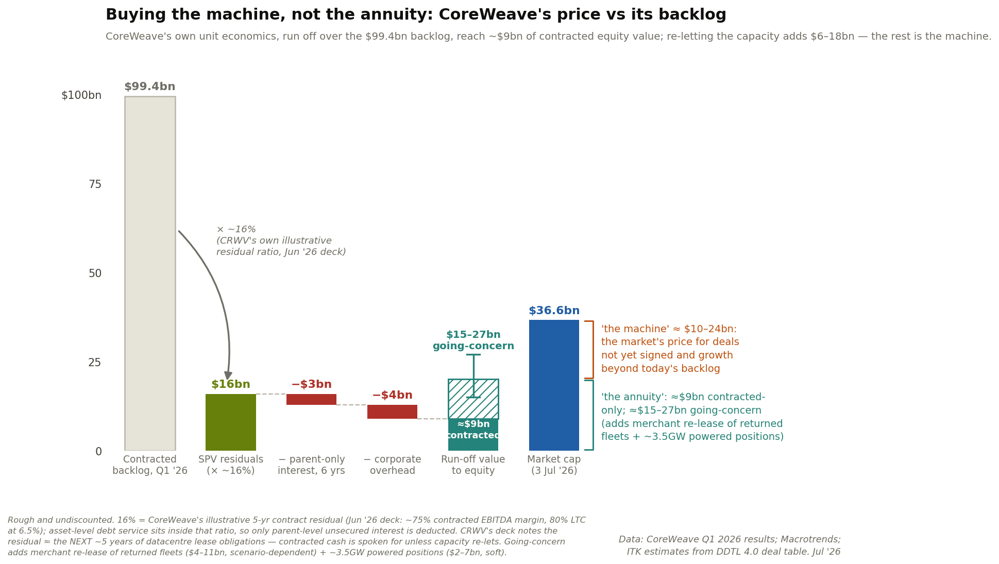 Buying the machine, not the annuity: CoreWeave's price vs its backlog
CoreWeave's own unit economics, run off over the $99.4bn backlog, reach ~$9bn of contracted equity value; re-letting the capacity adds $6–18bn — the rest is the machine.
$99.4bn
$100bn
75
50
25
0
× ~16%
(CRWV's own illustrative
residual ratio, Jun '26 deck)
$16bn
−$3bn
−$4bn
$15–27bn
going-concern
≈$9bn
contracted
$36.6bn
'the machine' ≈ $10–24bn:
the market's price for deals
not yet signed and growth
beyond today's backlog
'the annuity': ≈$9bn contracted-
only; ≈$15–27bn going-concern
(adds merchant re-lease of returned
fleets + ~3.5GW powered positions)
Contracted
backlog, Q1 '26
SPV residuals
(× ~16%)
− parent-only
interest, 6 yrs
− corporate
overhead
Run-off value
to equity
Market cap
(3 Jul '26)
Rough and undiscounted. 16% = CoreWeave's illustrative 5-yr contract residual (Jun '26 deck: ~75% contracted EBITDA margin, 80% LTC
at 6.5%); asset-level debt service sits inside that ratio, so only parent-level unsecured interest is deducted. CRWV's deck notes the
residual ≈ the NEXT ~5 years of datacentre lease obligations — contracted cash is spoken for unless capacity re-lets. Going-concern
adds merchant re-lease of returned fleets ($4–11bn, scenario-dependent) + ~3.5GW powered positions ($2–7bn, soft).
Data: CoreWeave Q1 2026 results; Macrotrends;
ITK estimates from DDTL 4.0 deal table. Jul '26